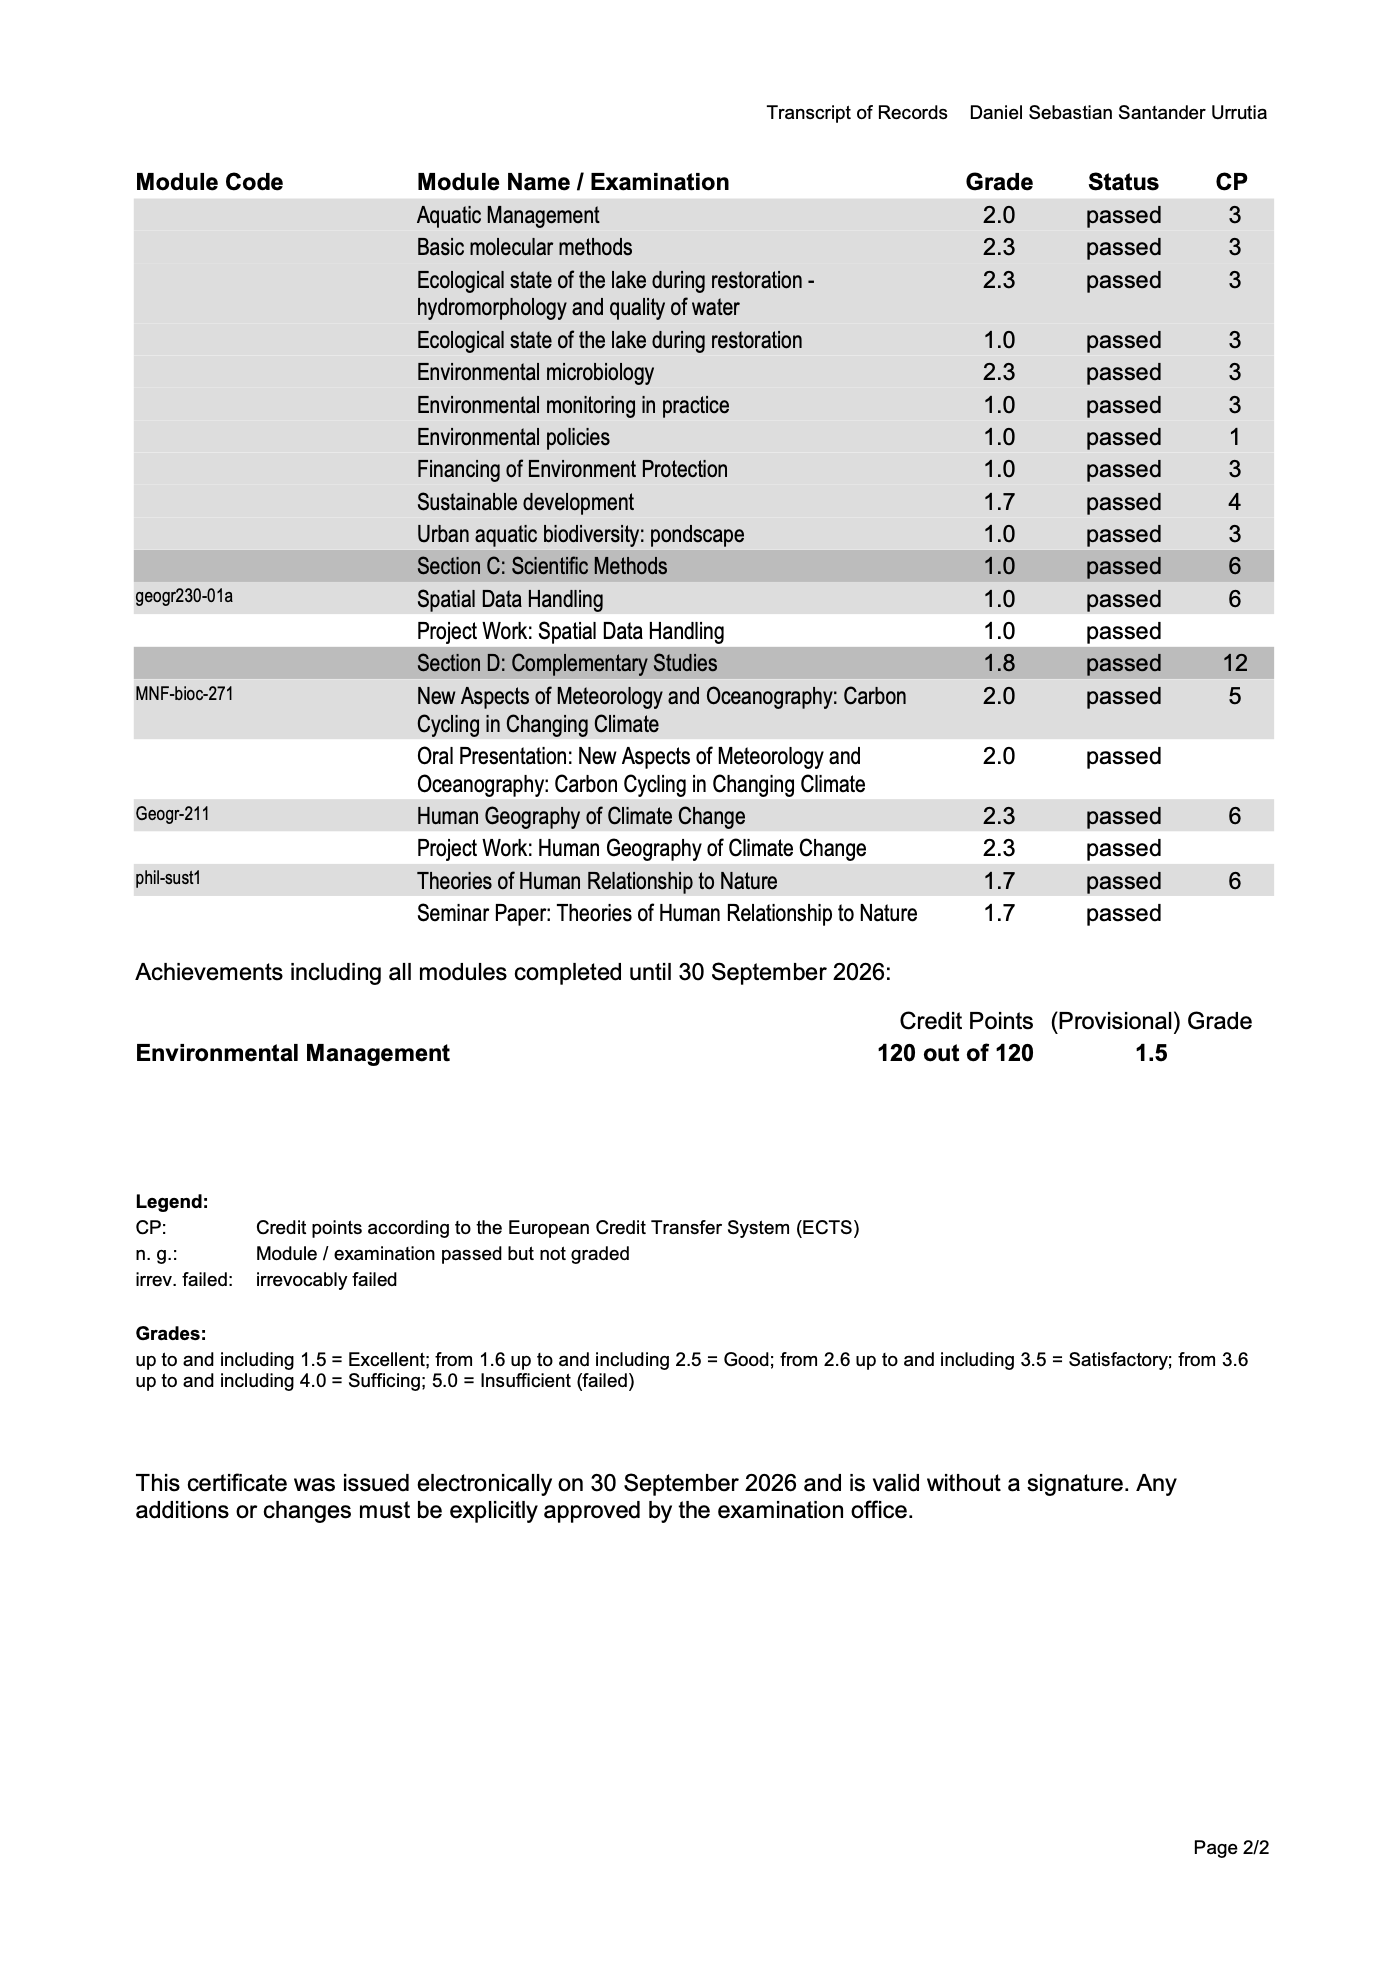 Transcript of Records Daniel Sebastian Santander Urrutia
Module Code Module Name / Examination Grade Status CP
Aquatic Management 2.0 passed 3
Basic molecular methods 2.3 passed 3
Ecological state of the lake during restoration - 2.3 passed 3
hydromorphology and quality of water
Ecological state of the lake during restoration 1.0 passed 3
Environmental microbiology 2.3 passed 3
Environmental monitoring in practice 1.0 passed 3
Environmental policies 1.0 passed 1
Financing of Environment Protection 1.0 passed 3
Sustainable development 1.7 passed 4
Urban aquatic biodiversity: pondscape 1.0 passed 3
Section C: Scientific Methods 1.0 passed 6
geogr230-01a Spatial Data Handling 1.0 passed 6
Project Work: Spatial Data Handling 1.0 passed
Section D: Complementary Studies 1.8 passed 12
MNF-bioc-271 New Aspects of Meteorology and Oceanography: Carbon 2.0 passed 5
Cycling in Changing Climate
Oral Presentation: New Aspects of Meteorology and 2.0 passed
Oceanography: Carbon Cycling in Changing Climate
Geogr-211 Human Geography of Climate Change 2.3 passed 6
Project Work: Human Geography of Climate Change 2.3 passed
phil-sust1 Theories of Human Relationship to Nature 1.7 passed 6
Seminar Paper: Theories of Human Relationship to Nature 1.7 passed
Achievements including all modules completed until 30 September 2026:
Credit Points (Provisional) Grade
Environmental Management 120 out of 120 1.5
Legend:
CP: Credit points according to the European Credit Transfer System (ECTS)
n. g.: Module / examination passed but not graded
irrev. failed: irrevocably failed
Grades:
up to and including 1.5 = Excellent; from 1.6 up to and including 2.5 = Good; from 2.6 up to and including 3.5 = Satisfactory; from 3.6
up to and including 4.0 = Sufficing; 5.0 = Insufficient (failed)
This certificate was issued electronically on 30 September 2026 and is valid without a signature. Any
additions or changes must be explicitly approved by the examination office.
Page 2/2